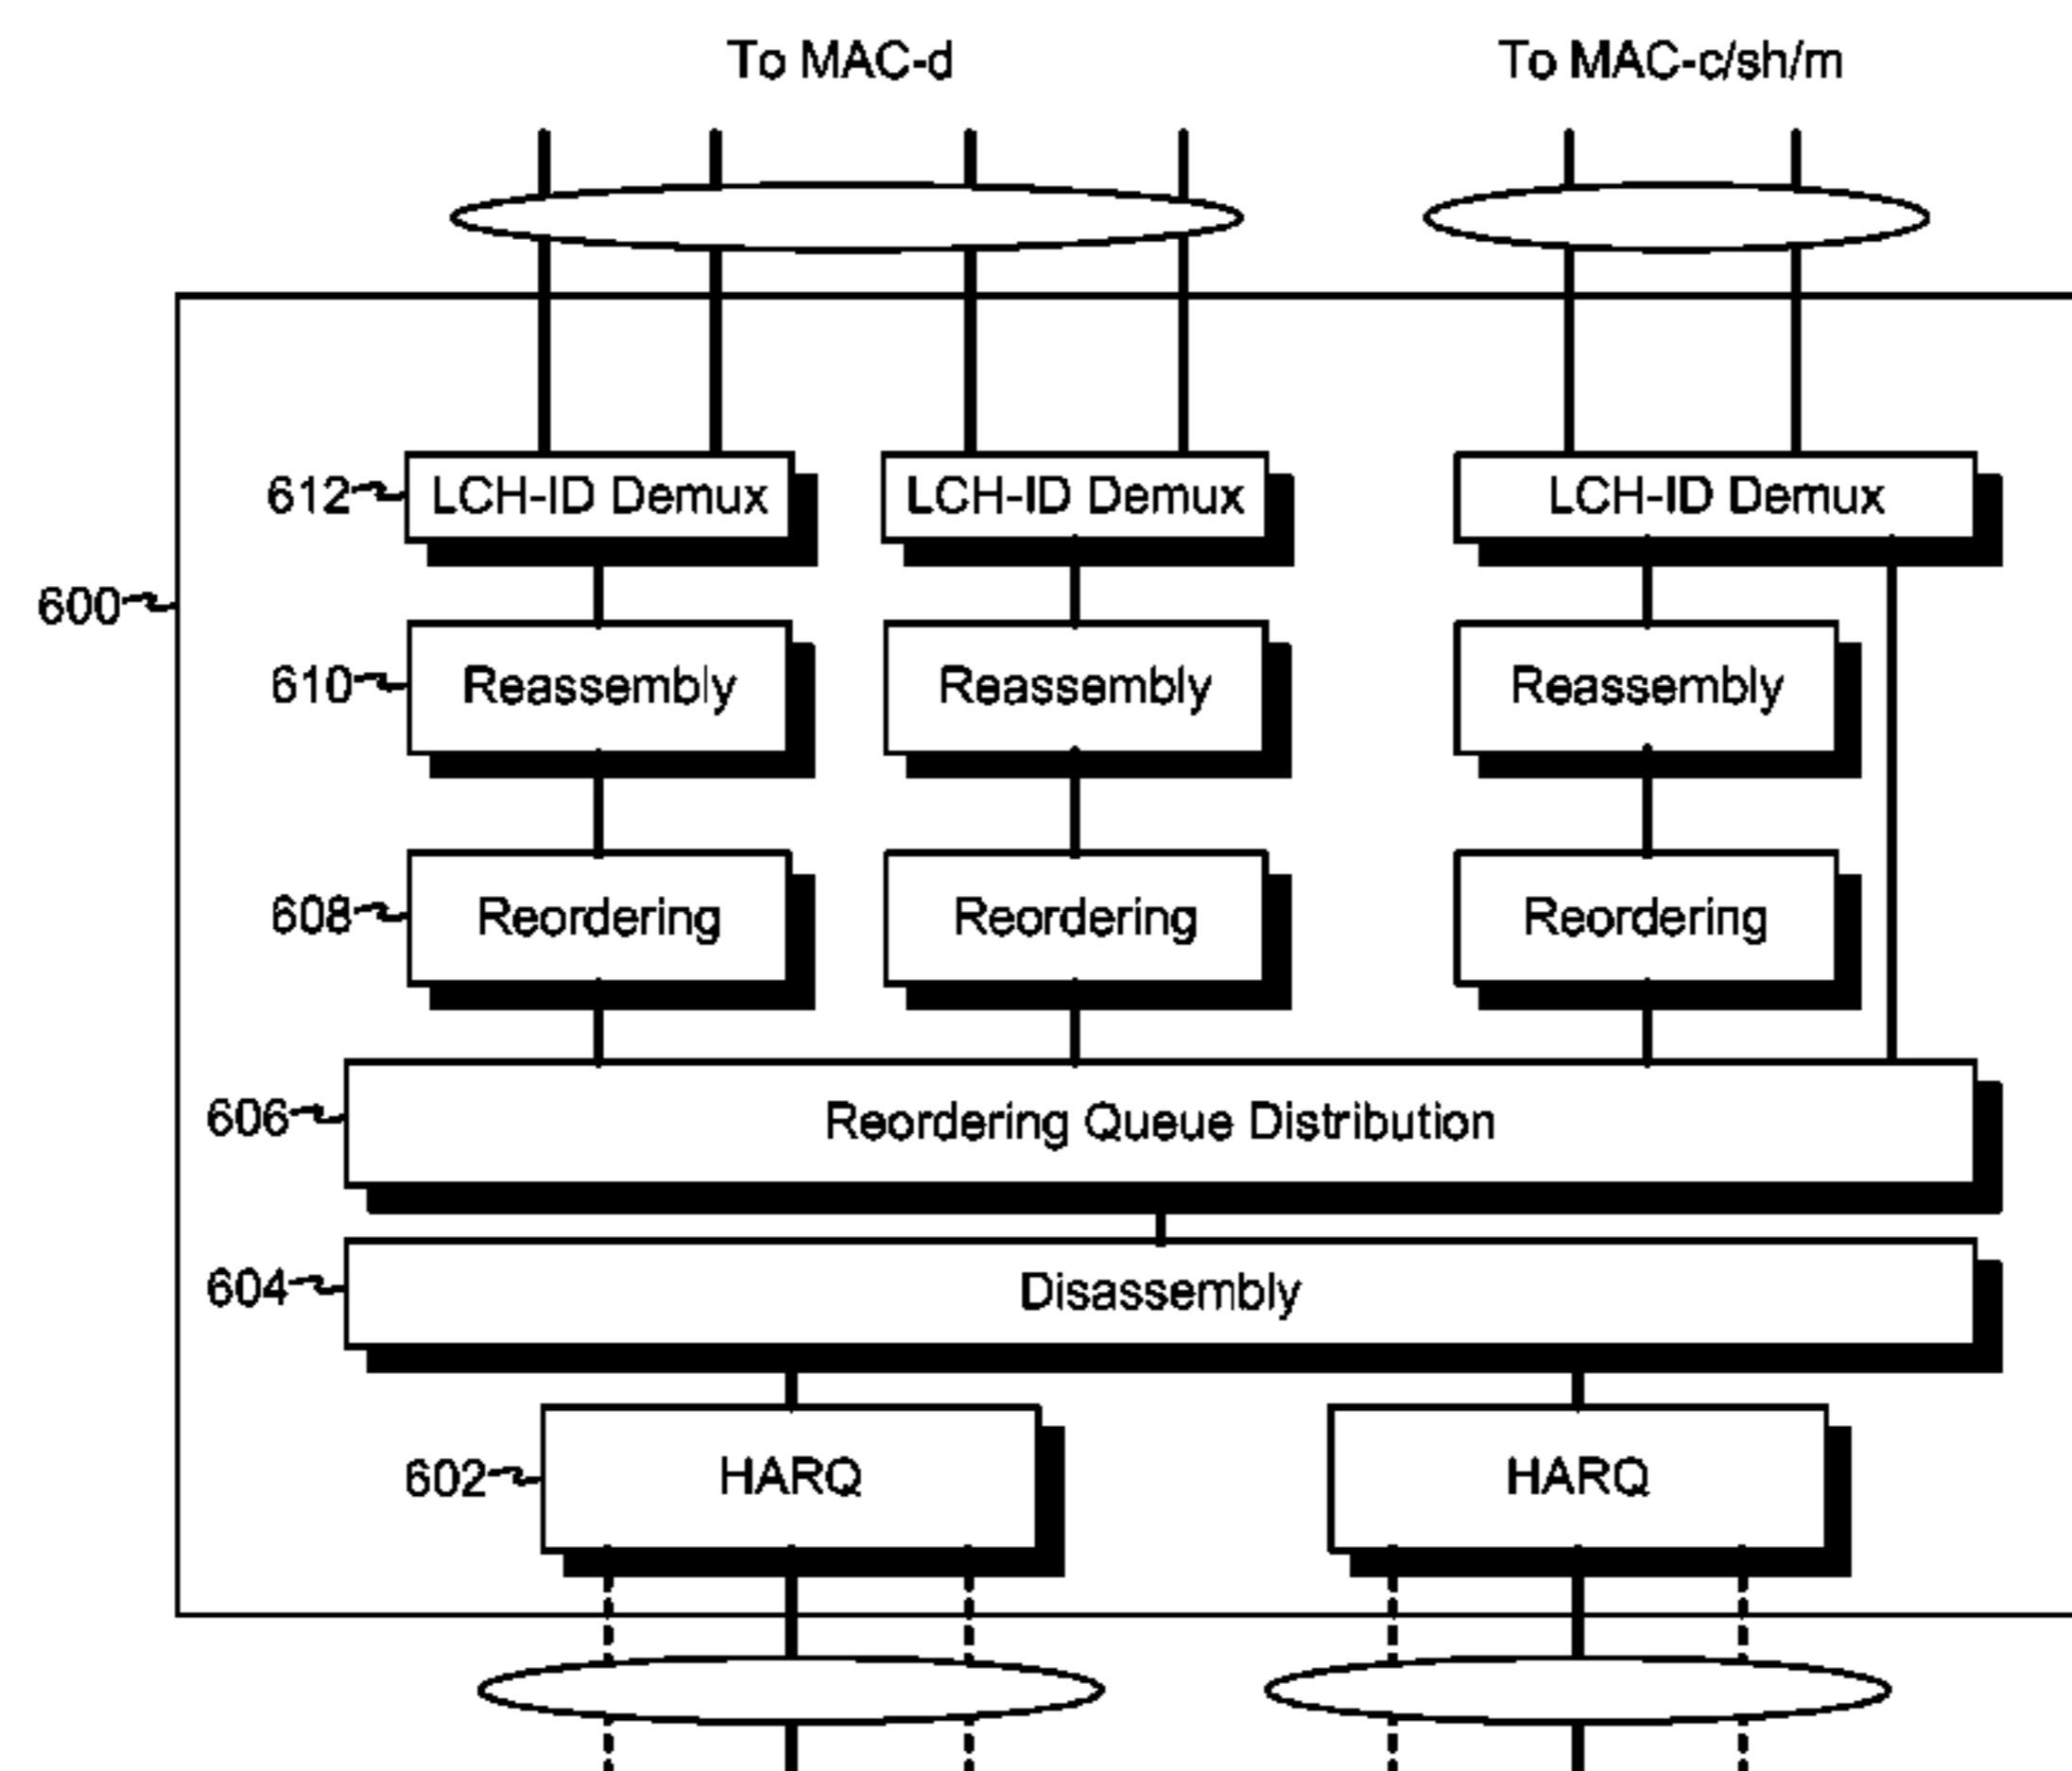 To MAC-d To MAC-c/sh/m
612 LCH-ID Demux LCH-ID Demux LCH-ID Demux
600
610 Reassembly Reassembly Reassembly
608 Reordering Reordering Reordering
606 Reordering Queue Distribution
604 Disassembly
602 HARQ HARQ